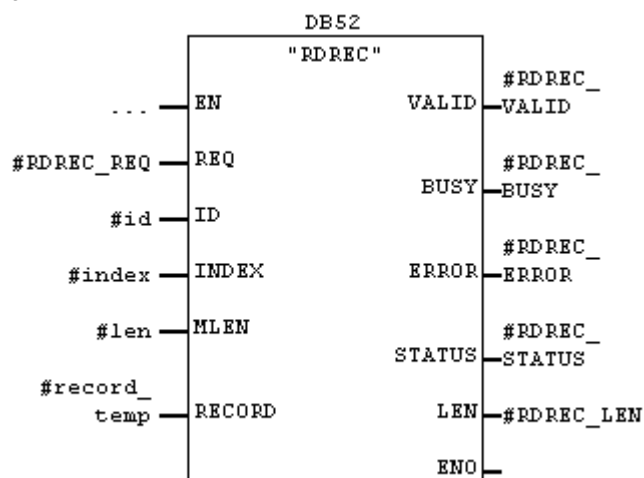 DB52
"RDREC"
... EN
VALID #RDREC_
VALID
#RDREC_REQ REQ
BUSY #RDREC_
BUSY
#id ID
#index INDEX
ERROR #RDREC_
ERROR
#len MLEN
STATUS #RDREC_
STATUS
#record_
temp RECORD
LEN #RDREC_LEN
ENO